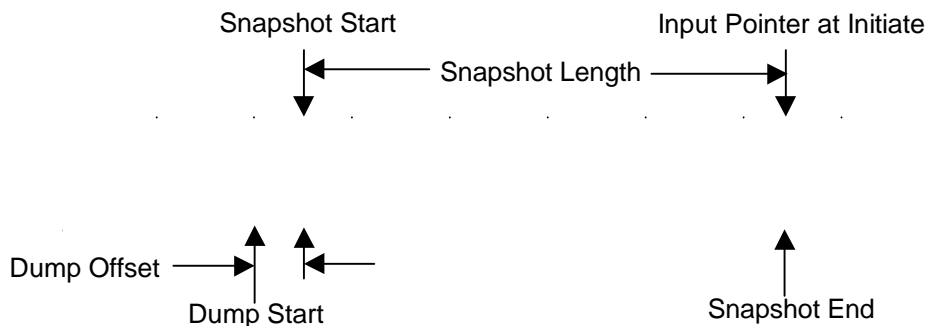 Snapshot Start
Input Pointer at Initiate
Snapshot Length
Dump Offset
Dump Start
Snapshot End